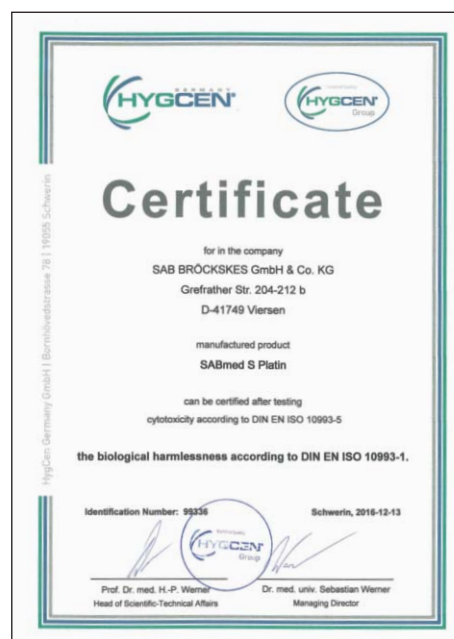 GERMANY
HYGCEN®
HYGCEN®
Group
Certificate
for in the company
SAB BRÖCKSKES GmbH & Co. KG
Grefrather Str. 204-212 b
D-41749 Viersen
manufactured product
SABmed S Platin
can be certified after testing
cytotoxicity according to DIN EN ISO 10993-5
the biological harmlessness according to DIN EN ISO 10993-1.
Identification Number: 99336
Schwerin, 2016-12-13
HYGCEN
Group
Prof. Dr. med. H.-P. Werner
Head of Scientific-Technical Affairs
Dr. med. univ. Sebastian Werner
Managing Director
HygCen Germany GmbH | Bornhövedstrasse 78 | 19055 Schwerin